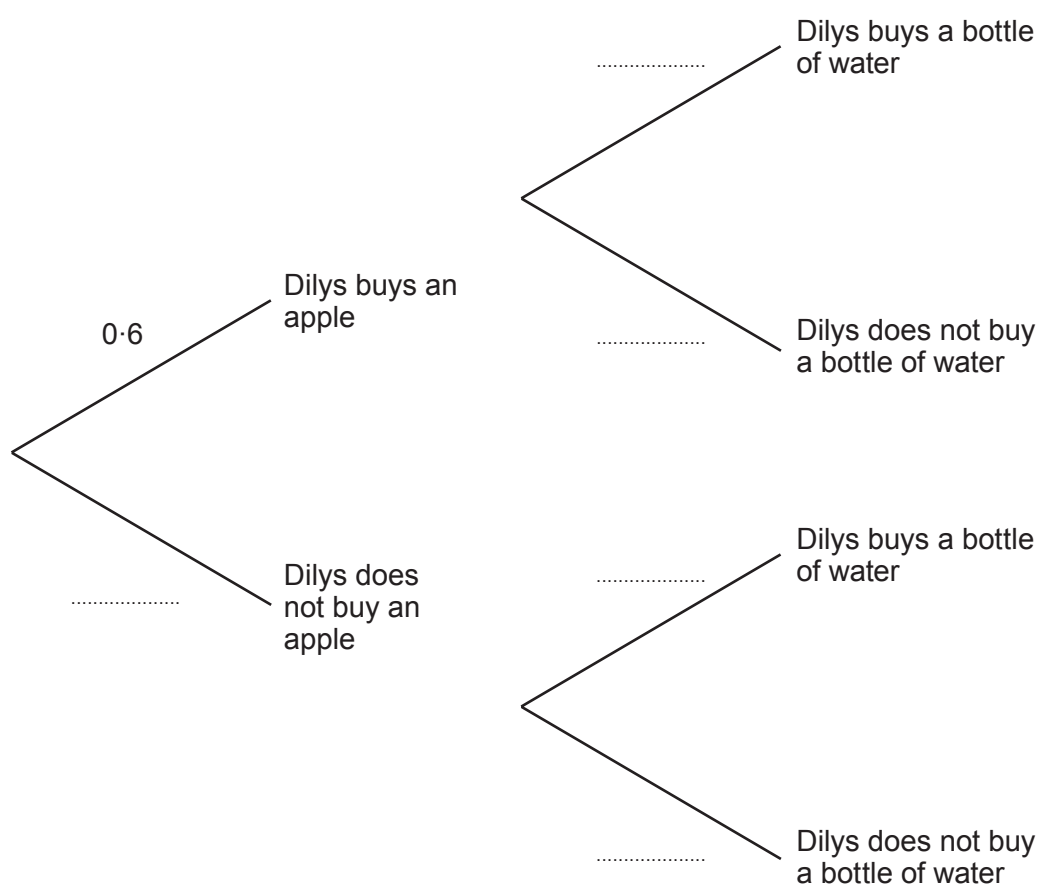 Dilys buys a bottle
of water
....................
Dilys buys an
apple
0·6
Dilys does not buy
a bottle of water
....................
Dilys buys a bottle
of water
....................
Dilys does
not buy an
apple
....................
Dilys does not buy
a bottle of water
....................